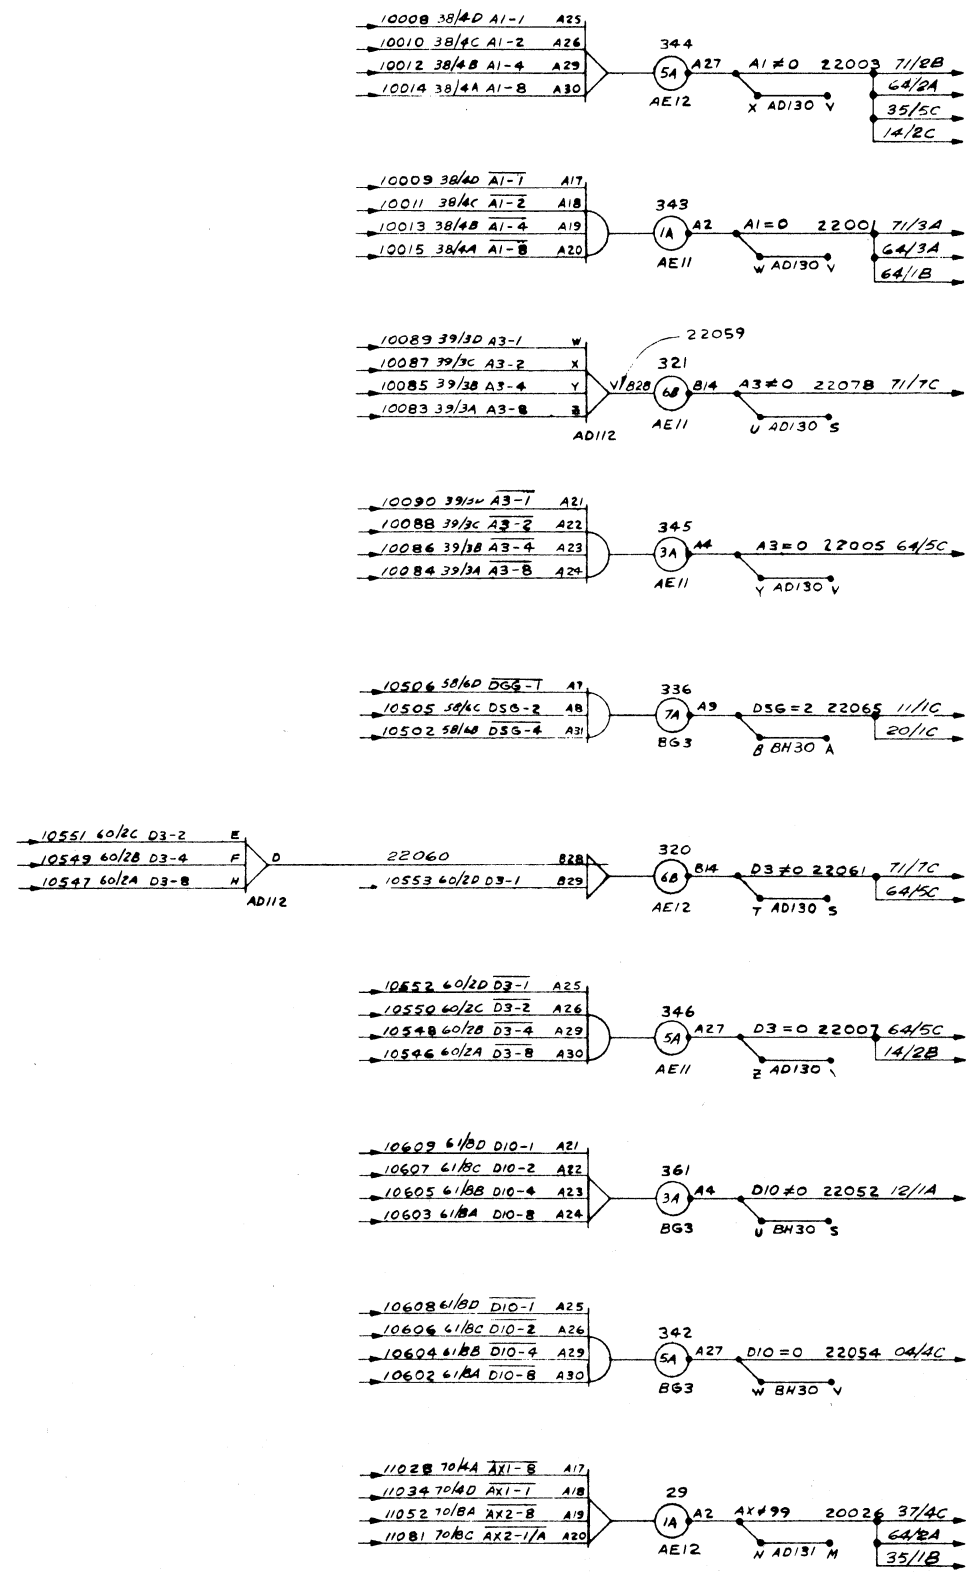 10008 38/4D A1-1 A25
344
10010 38/4C A1-2 A26
10012 38/4B A1-4 A29 5A A27 A1≠0 22003 71/2B
64/2A
10014 38/4A A1-8 A30 AE12 X AD130 V
35/5C
14/2C
10009 38/4D A1-1 A17
10011 38/4C A1-2 A18 343
10013 38/4B A1-4 A19 1A A2 A1=0 22001 71/3A
10015 38/4A A1-8 A20 AE11 W AD130 V 64/3A
64/1B
22059
10089 39/3D A3-1 W
10087 39/3C A3-2 X 321
10085 39/3B A3-4 Y V B28 6B B14 A3≠0 22078 71/7C
10083 39/3A A3-8 Z AE11 U AD130 S
AD112
10090 39/3D A3-1 A21
10088 39/3C A3-2 A22 345
10086 39/3B A3-4 A23 3A A4 A3=0 22005 64/5C
10084 39/3A A3-8 A24 AE11 Y AD130 V
10506 58/6D A7 336
10505 58/6C DSG-2 A8 7A A9 DSG=2 22065 11/1C
10502 58/6B DSG-4 A31 BG3 B BH30 A 20/1C
10551 60/2C D3-2 E
10549 60/2B D3-4 F D 22060 B28 320
10547 60/2A D3-8 H 10553 60/2D D3-1 B29 6B B14 D3≠0 22061 71/7C
AD112 AE12 T AD130 S 64/5C
10552 60/2D D3-1 A25
10550 60/2C D3-2 A26 346
10548 60/2B D3-4 A29 5A A27 D3=0 22007 64/5C
10546 60/2A D3-8 A30 AE11 Z AD130 14/2B
10609 61/8D D10-1 A21
10607 61/8C D10-2 A22 361
10605 61/8B D10-4 A23 3A A4 D10≠0 22052 12/1A
10603 61/8A D10-8 A24 BG3 U BH30 S
10608 61/8D D10-1 A25
10606 61/8C D10-2 A26 342
10604 61/8B D10-4 A29 5A A27 D10=0 22054 04/4C
10602 61/8A D10-8 A30 BG3 W BH30 V
11028 70/4A AX1-8 A17
11034 70/4D AX1-1 A18 29
11052 70/8A AX2-8 A19 1A A2 AX≠99 20026 37/4C
11081 70/8C AX2-1/A A20 AE12 N AD131 M 64/2A
35/1B